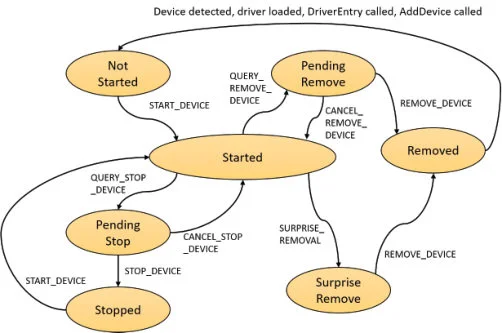 Device detected, driver loaded, DriverEntry called, AddDevice called
Not
Started
START_DEVICE
QUERY_
REMOVE_
DEVICE
Pending
Remove
CANCEL_
REMOVE_
DEVICE
REMOVE_DEVICE
Removed
Started
QUERY_STOP
_DEVICE
Pending
Stop
CANCEL_STOP
_DEVICE
SURPRISE_
REMOVAL
REMOVE_DEVICE
START_DEVICE
STOP_DEVICE
Stopped
Surprise
Remove